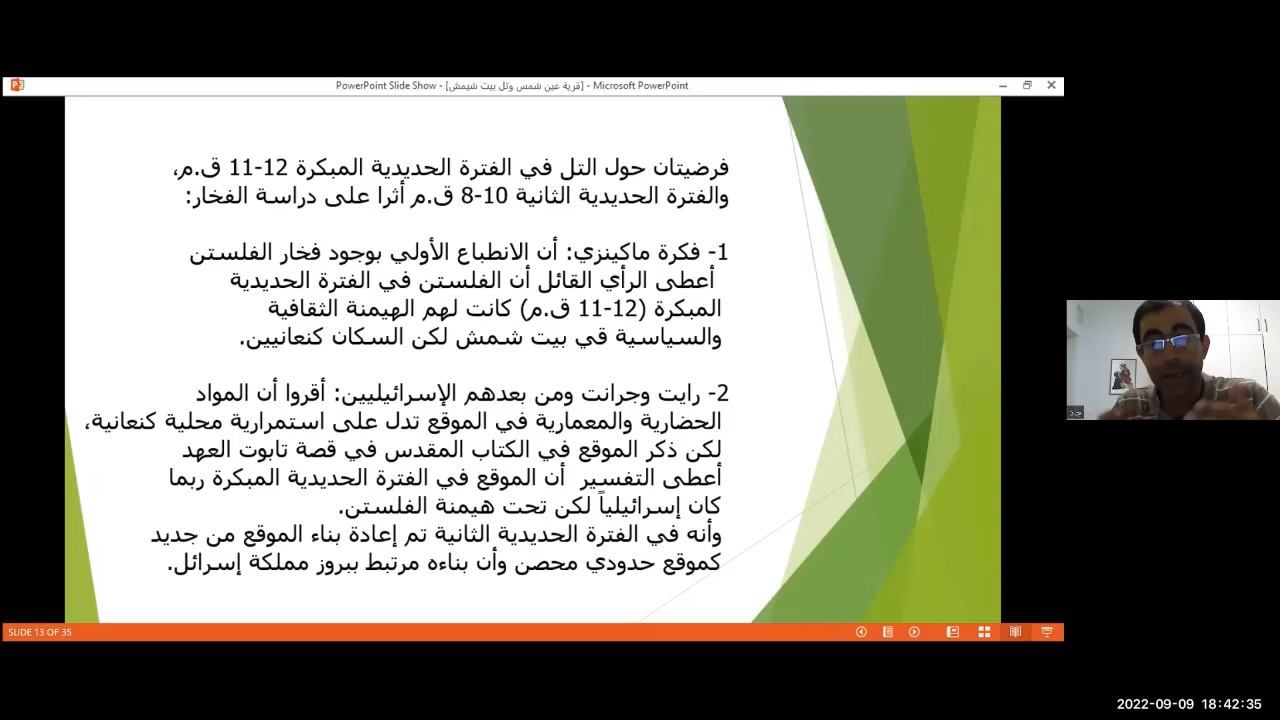 PowerPoint Slide Show - [قرية عين شمس وتل بيت شيمش] - Microsoft PowerPoint
فرضيتان حول التل في الفترة الحديدية المبكرة 12-11 ق.م،
والفترة الحديدية الثانية 10-8 ق.م أثرا على دراسة الفخار:
1- فكرة ماكينزي: أن الانطباع الأولي بوجود فخار الفلستن
أعطى الرأي القائل أن الفلستن في الفترة الحديدية
المبكرة (12-11 ق.م) كانت لهم الهيمنة الثقافية
والسياسية قي بيت شمش لكن السكان كنعانيين.
2- رايت وجرانت ومن بعدهم الإسرائيليين: أقروا أن المواد
الحضارية والمعمارية في الموقع تدل على استمرارية محلية كنعانية،
لكن ذكر الموقع في الكتاب المقدس في قصة تابوت العهد
أعطى التفسير أن الموقع في الفترة الحديدية المبكرة ربما
كان إسرائيلياً لكن تحت هيمنة الفلستن.
وأنه في الفترة الحديدية الثانية تم إعادة بناء الموقع من جديد
كموقع حدودي محصن وأن بناءه مرتبط ببروز مملكة إسرائل.
SLIDE 13 OF 35
2022-09-09 18:42:35